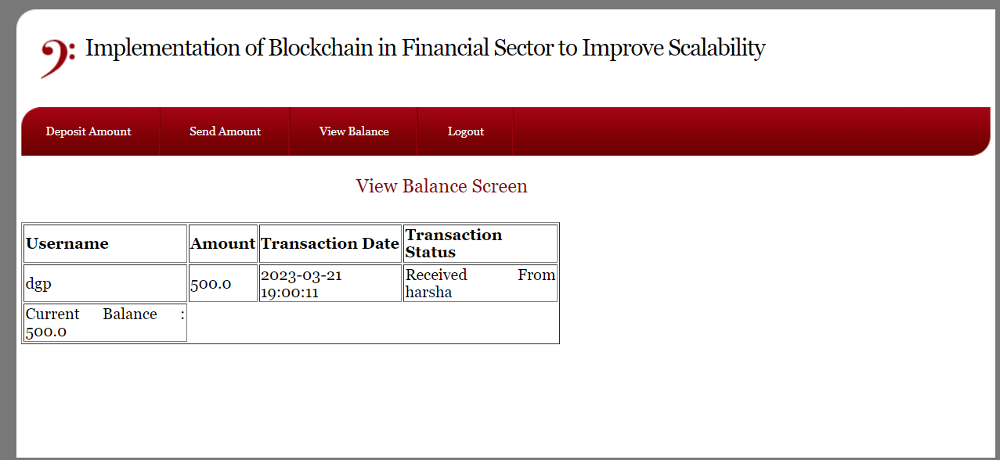 Implementation of Blockchain in Financial Sector to Improve Scalability
Deposit Amount Send Amount View Balance Logout
View Balance Screen
Username Amount Transaction Date Transaction Status
dgp 500.0 2023-03-21 19:00:11 Received From harsha
Current Balance :
500.0